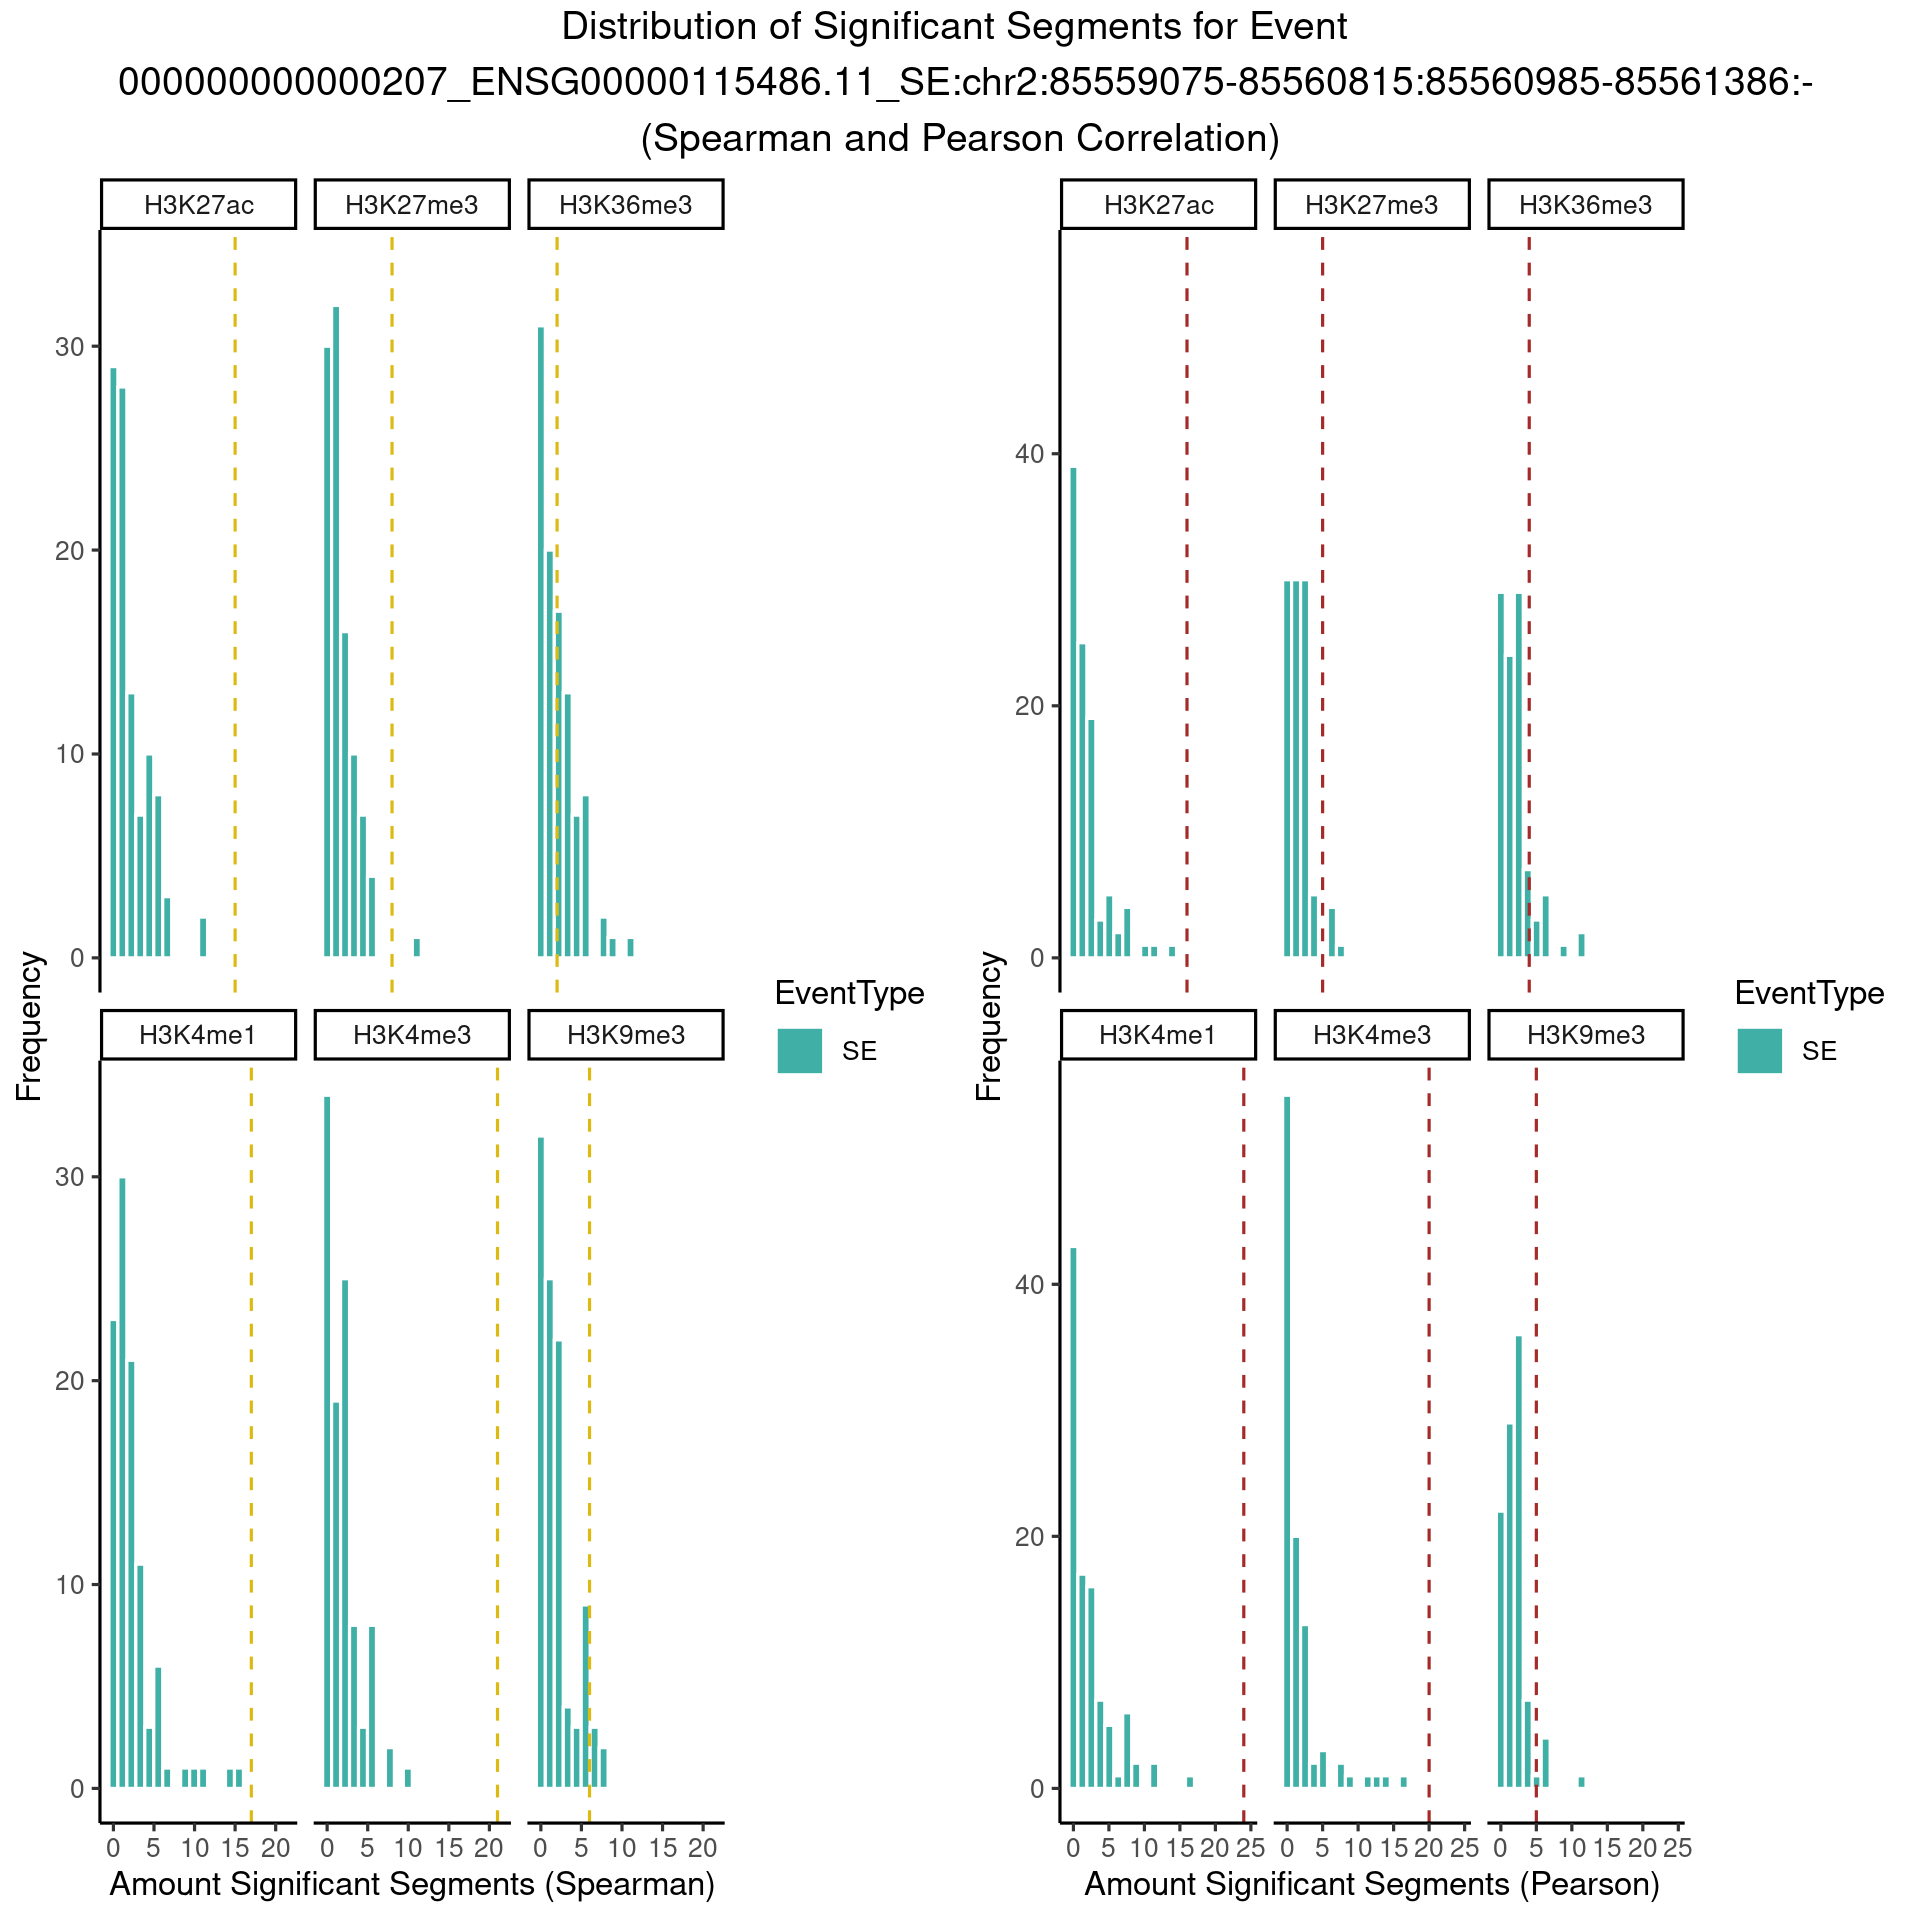 Distribution of Significant Segments for Event
000000000000207_ENSG00000115486.11_SE:chr2:85559075-85560815:85560985-85561386:-
(Spearman and Pearson Correlation)
H3K27ac H3K27me3 H3K36me3
30
20
10
0
H3K4me1 H3K4me3 H3K9me3
30
20
10
0
0 5 10 15 20 0 5 10 15 20 0 5 10 15 20
Frequency
Amount Significant Segments (Spearman)
EventType
SE
H3K27ac H3K27me3 H3K36me3
40
20
0
H3K4me1 H3K4me3 H3K9me3
40
20
0
0 5 10 15 20 25 0 5 10 15 20 25 0 5 10 15 20 25
Frequency
Amount Significant Segments (Pearson)
EventType
SE